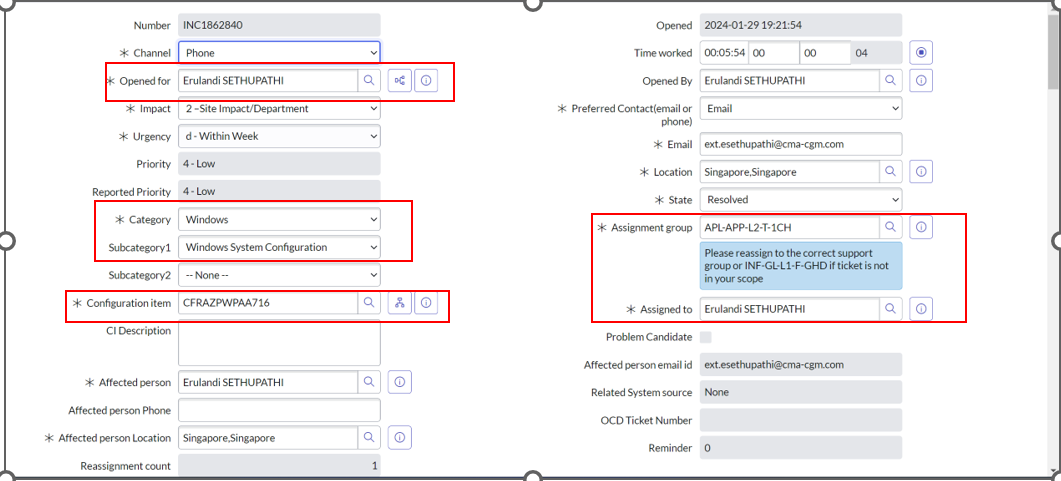 Number INC1862840
✳ Channel Phone
✳ Opened for Erulandi SETHUPATHI
✳ Impact 2 –Site Impact/Department
✳ Urgency d - Within Week
Priority 4 - Low
Reported Priority 4 - Low
✳ Category Windows
Subcategory1 Windows System Configuration
Subcategory2 -- None --
✳ Configuration item CFRAZPWPAA716
CI Description
✳ Affected person Erulandi SETHUPATHI
Affected person Phone
✳ Affected person Location Singapore,Singapore
Reassignment count 1
Opened 2024-01-29 19:21:54
Time worked 00:05:54 00 00 04
Opened By Erulandi SETHUPATHI
✳ Preferred Contact(email or
phone) Email
✳ Email ext.esethupathi@cma-cgm.com
✳ Location Singapore,Singapore
✳ State Resolved
✳ Assignment group APL-APP-L2-T-1CH
Please reassign to the correct support
group or INF-GL-L1-F-GHD if ticket is not
in your scope
✳ Assigned to Erulandi SETHUPATHI
Problem Candidate
Affected person email id ext.esethupathi@cma-cgm.com
Related System source None
OCD Ticket Number
Reminder 0